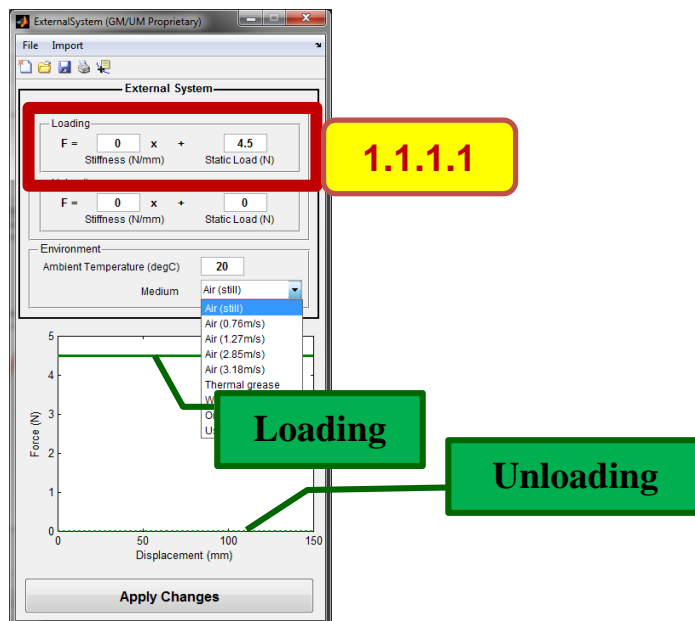 ExternalSystem (GM/UM Proprietary)
File Import
External System
Loading
F = 0 x + 4.5
Stiffness (N/mm) Static Load (N)
1.1.1.1
F = 0 x + 0
Stiffness (N/mm) Static Load (N)
Environment
Ambient Temperature (degC) 20
Medium Air (still)
Air (still)
Air (0.76m/s)
Air (1.27m/s)
Air (2.85m/s)
Air (3.18m/s)
Thermal grease
Loading
Unloading
5
4
3
2
1
0
Force (N)
0 50 100 150
Displacement (mm)
Apply Changes